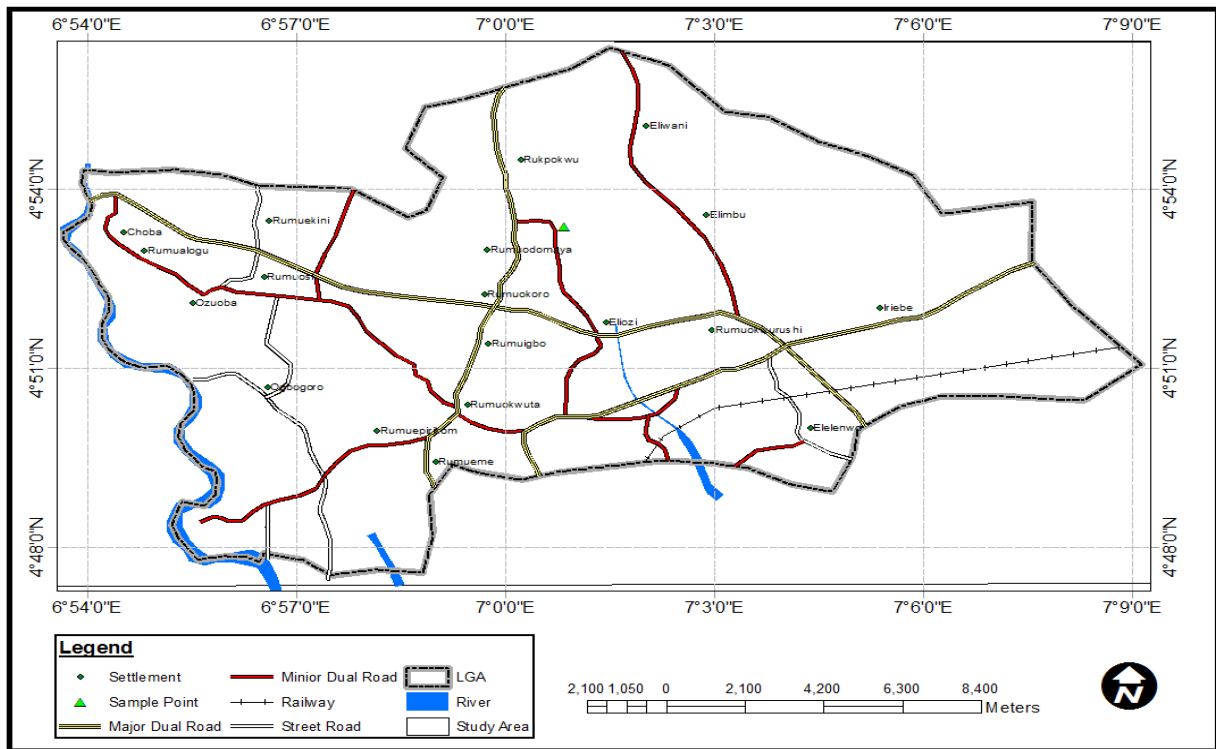 6°54'0"E 6°57'0"E 7°0'0"E 7°3'0"E 7°6'0"E 7°9'0"E
Eliwani
Rukpokwu
4°54'0"N 4°54'0"N
Rumuekini Elimbu
Choba
Rumualogu Rumuodomaya
Rumuosi
Ozuoba Rumuokoro Iriebe
Eliozi Rumuokwurushi
Rumuigbo
4°51'0"N 4°51'0"N
Ogbogoro
Rumuokwuta
Rumuepirikom Elelenwo
Rumueme
4°48'0"N 4°48'0"N
6°54'0"E 6°57'0"E 7°0'0"E 7°3'0"E 7°6'0"E 7°9'0"E
Legend
Settlement Minior Dual Road LGA
Sample Point Railway River
Major Dual Road Street Road Study Area
2,100 1,050 0 2,100 4,200 6,300 8,400
Meters
N